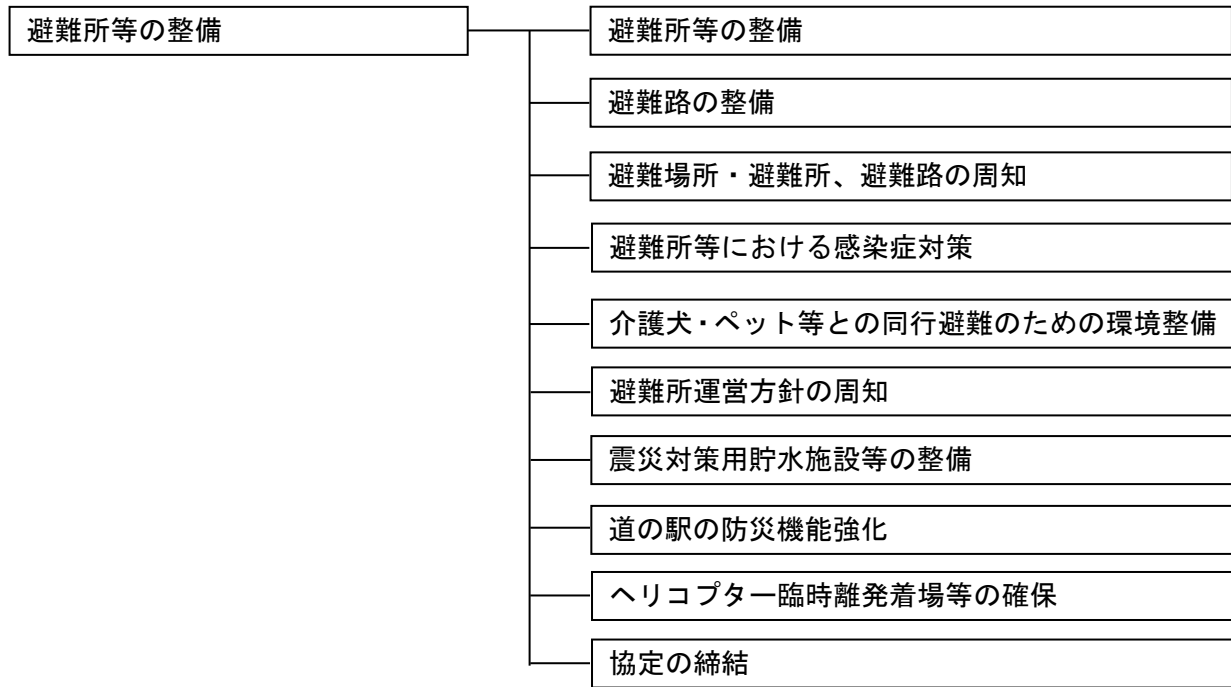 避難所等の整備
避難所等の整備
避難路の整備
避難場所・避難所、避難路の周知
避難所等における感染症対策
介護犬・ペット等との同行避難のための環境整備
避難所運営方針の周知
震災対策用貯水施設等の整備
道の駅の防災機能強化
ヘリコプター臨時離発着場等の確保
協定の締結